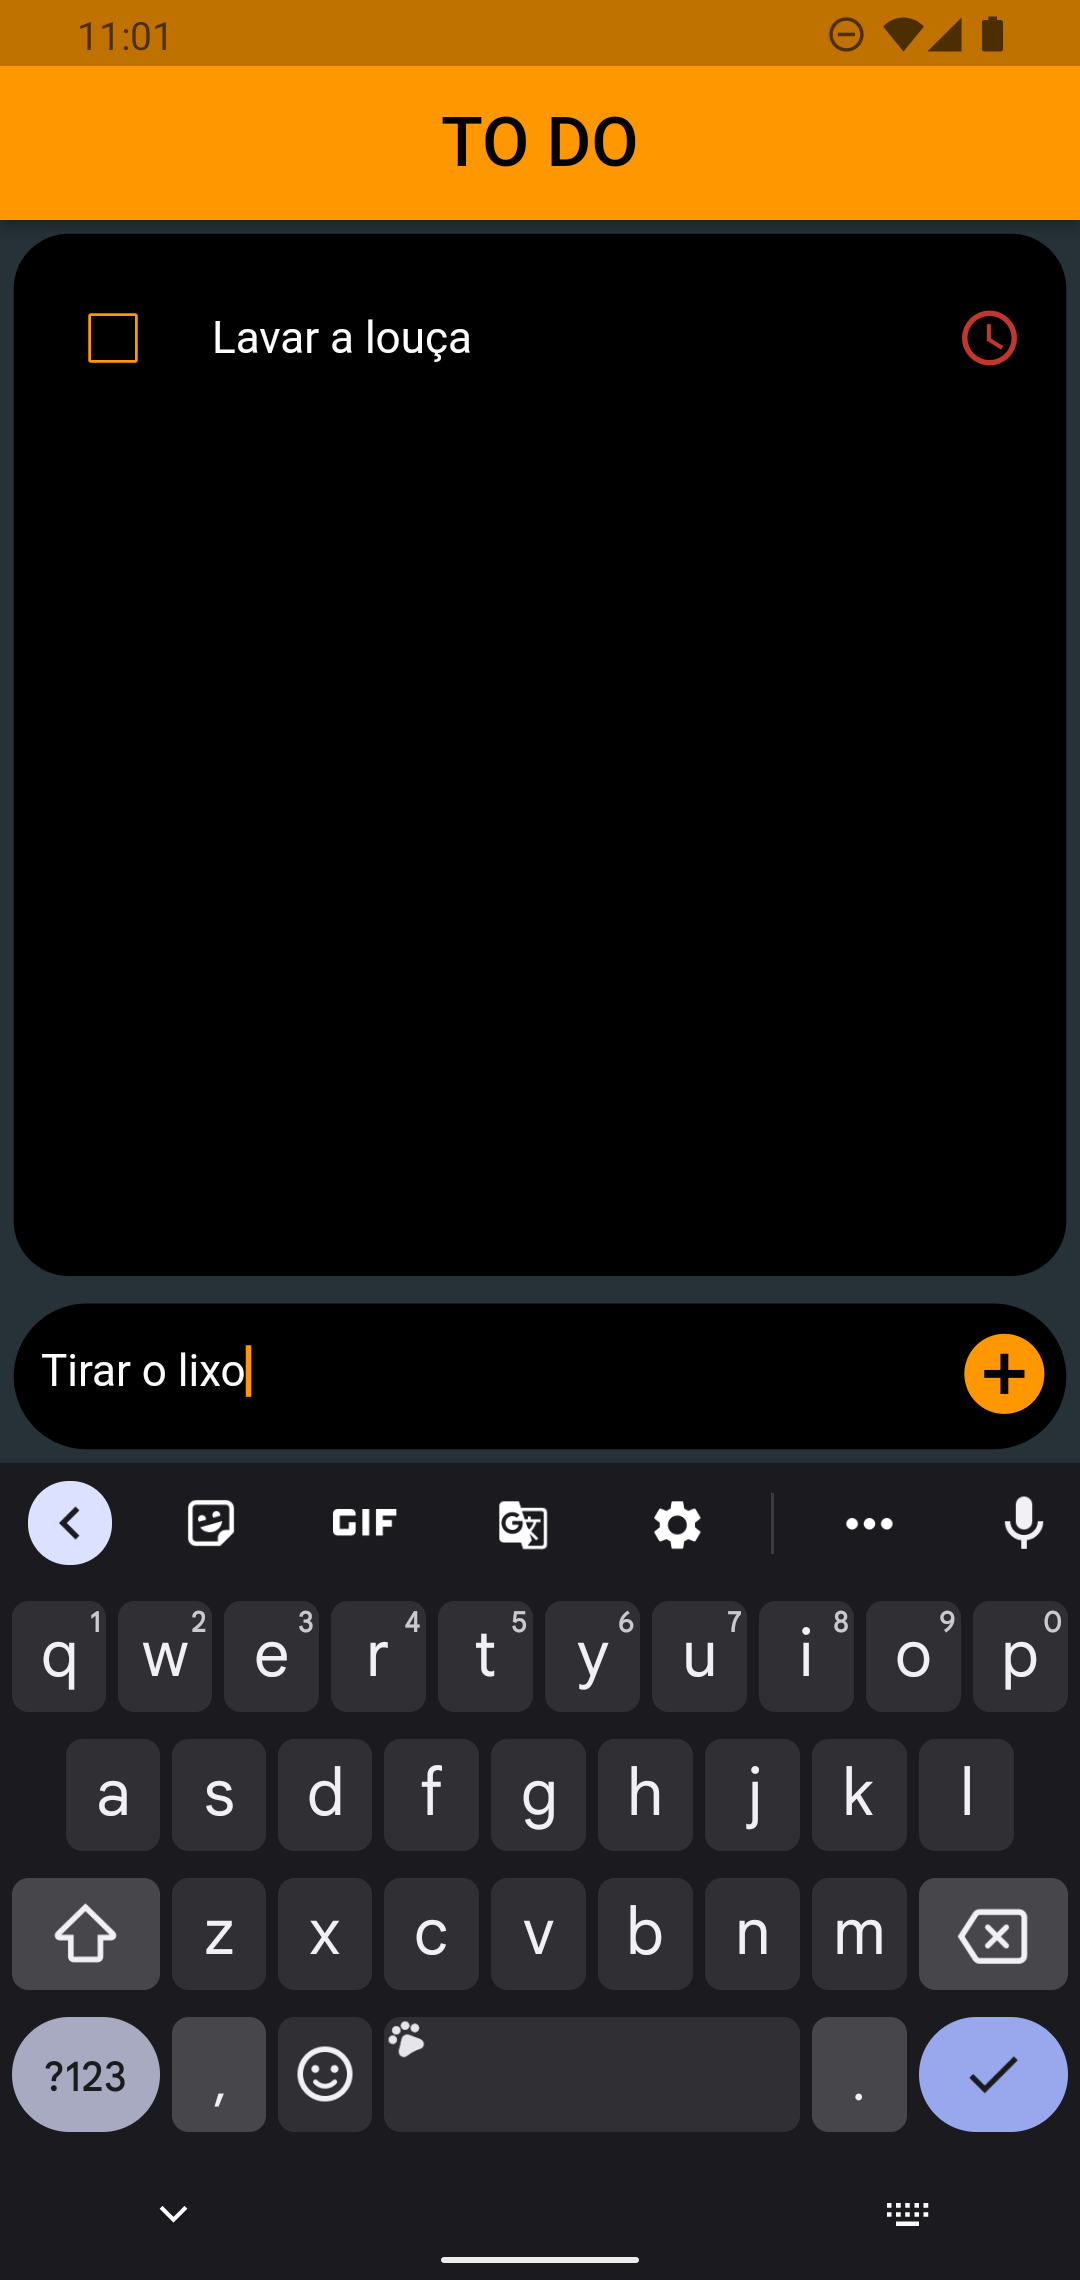 11:01
TO DO
Lavar a louça
Tirar o lixo
GIF
G
1 2 3 4 5 6 7 8 9 0
q w e r t y u i o p
a s d f g h j k l
z x c v b n m
?123 , .